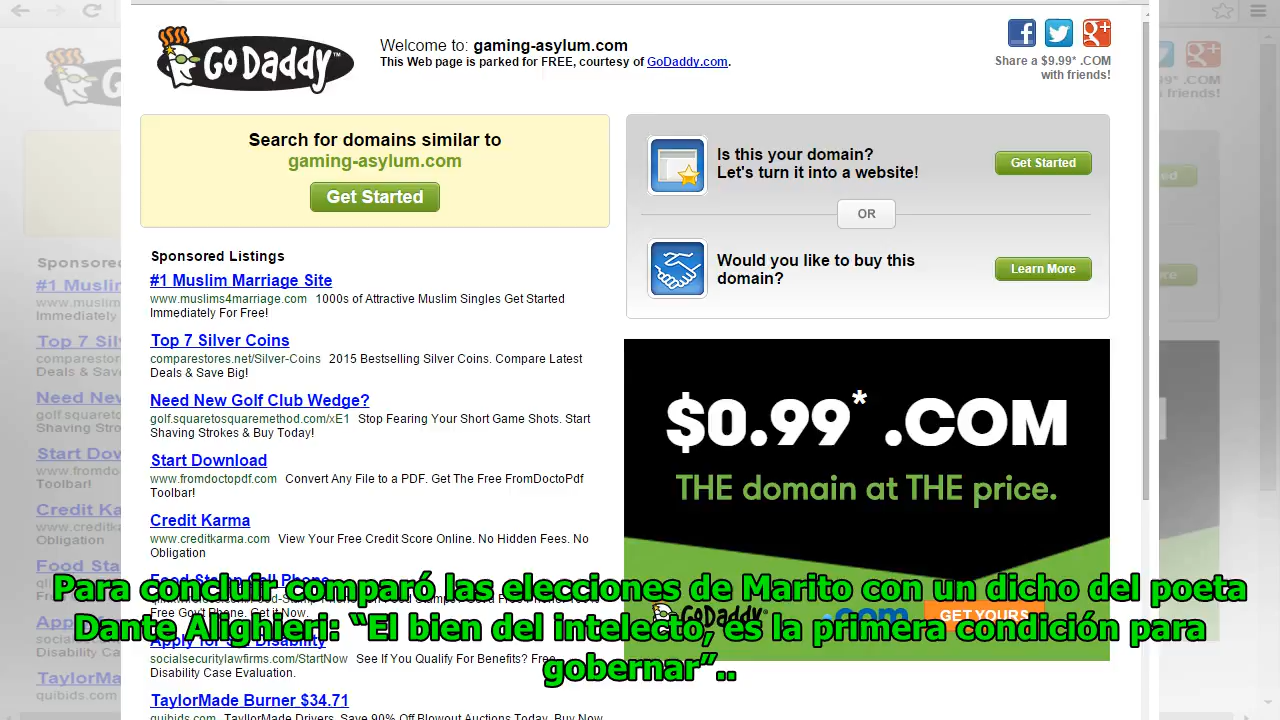 GoDaddy™
Welcome to: gaming-asylum.com
This Web page is parked for FREE, courtesy of GoDaddy.com.
Share a $9.99* .COM
with friends!
Search for domains similar to
gaming-asylum.com
Get Started
Is this your domain?
Let's turn it into a website!
Get Started
OR
Would you like to buy this
domain?
Learn More
Sponsored Listings
#1 Muslim Marriage Site
www.muslims4marriage.com 1000s of Attractive Muslim Singles Get Started
Immediately For Free!
Top 7 Silver Coins
comparestores.net/Silver-Coins 2015 Bestselling Silver Coins. Compare Latest
Deals & Save Big!
Need New Golf Club Wedge?
golf.squaretosquaremethod.com/xE1 Stop Fearing Your Short Game Shots. Start
Shaving Strokes & Buy Today!
Start Download
www.fromdoctopdf.com Convert Any File to a PDF. Get The Free FromDoctoPdf
Toolbar!
Credit Karma
www.creditkarma.com View Your Free Credit Score Online. No Hidden Fees. No
Obligation
$0.99* .COM
THE domain at THE price.
GoDaddy .com GET YOURS
Para concluir comparó las elecciones de Marito con un dicho del poeta
Dante Alighieri: “El bien del intelecto, es la primera condición para
gobernar”..
Apply for Disability
socialsecuritylawfirms.com/StartNow See If You Qualify For Benefits? Free
Disability Case Evaluation.
TaylorMade Burner $34.71
quibids.com TaylorMade Drivers. Save 90% Off Blowout Auctions Today. Buy Now